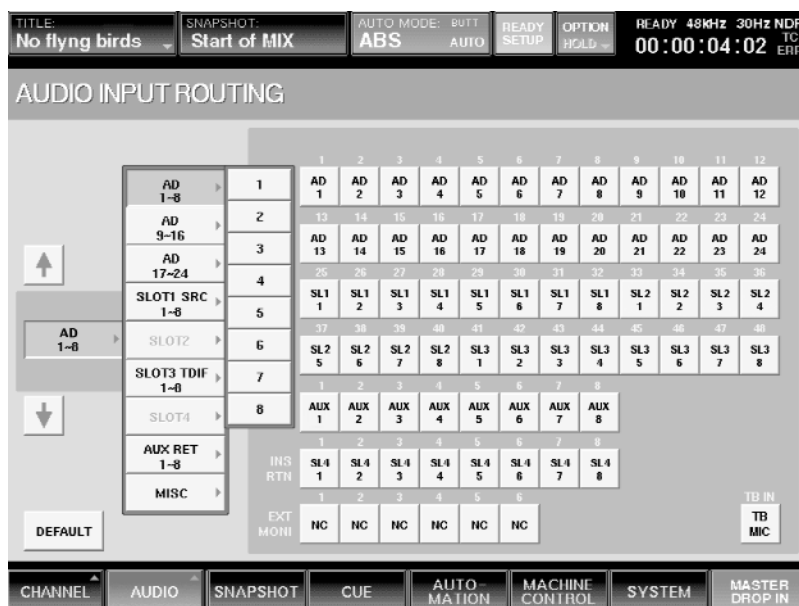 TITLE:
No flyng birds
SNAPSHOT:
Start of MIX
AUTO MODE: BUTT
ABS AUTO
READY
SETUP
OPTION
HOLD
READY 48kHz 30Hz NDF
00:00:04:02 TC
ERR
AUDIO INPUT ROUTING
AD
1~8
AD
9~16
AD
17~24
SLOT1 SRC
1~8
SLOT2
SLOT3 TDIF
1~8
SLOT4
AUX RET
1~8
MISC
1
2
3
4
5
6
7
8
AD
1~8
DEFAULT
1 2 3 4 5 6 7 8 9 10 11 12
AD AD AD AD AD AD AD AD AD AD AD AD
1 2 3 4 5 6 7 8 9 10 11 12
13 14 15 16 17 18 19 20 21 22 23 24
AD AD AD AD AD AD AD AD AD AD AD AD
13 14 15 16 17 18 19 20 21 22 23 24
25 26 27 28 29 30 31 32 33 34 35 36
SL1 SL1 SL1 SL1 SL1 SL1 SL1 SL1 SL2 SL2 SL2 SL2
1 2 3 4 5 6 7 8 1 2 3 4
37 38 39 40 41 42 43 44 45 46 47 48
SL2 SL2 SL2 SL2 SL3 SL3 SL3 SL3 SL3 SL3 SL3 SL3
5 6 7 8 1 2 3 4 5 6 7 8
1 2 3 4 5 6 7 8
AUX AUX AUX AUX AUX AUX AUX AUX
1 2 3 4 5 6 7 8
1 2 3 4 5 6 7 8
INS
RTN
SL4 SL4 SL4 SL4 SL4 SL4 SL4 SL4
1 2 3 4 5 6 7 8
1 2 3 4 5 6
EXT
MONI
NC NC NC NC NC NC
TB IN
TB
MIC
CHANNEL
AUDIO
SNAPSHOT
CUE
AUTO-
MATION
MACHINE
CONTROL
SYSTEM
MASTER
DROP IN